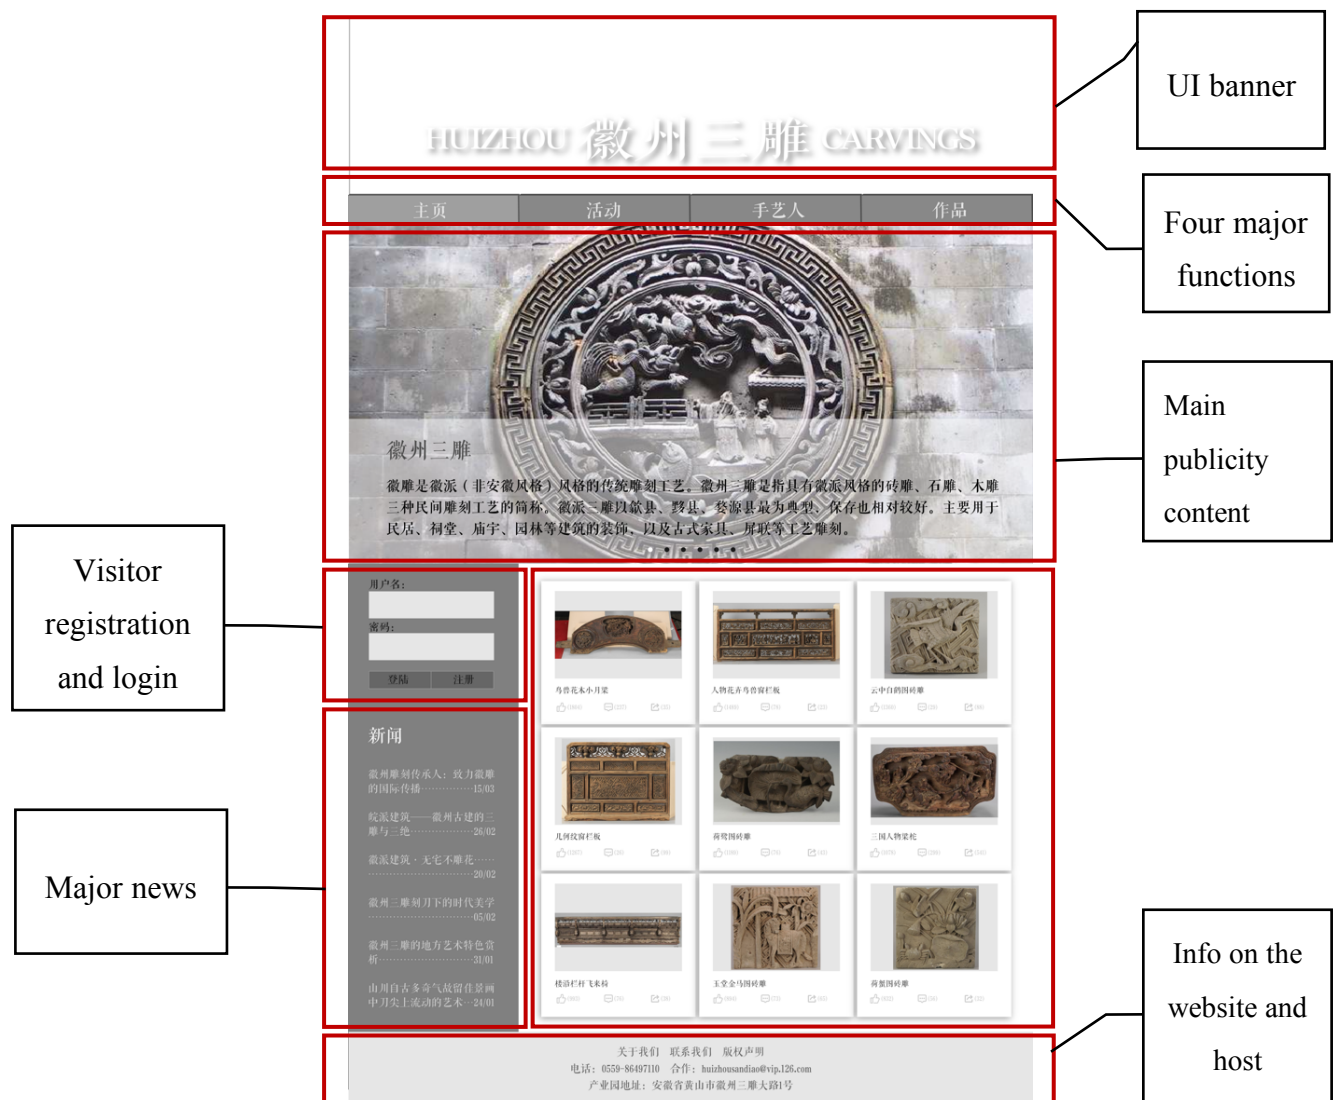 UI banner
HUIZHOU 徽州三雕 CARVINGS
Four major
functions
主页 活动 手艺人 作品
Main
publicity
content
徽州三雕
徽雕是徽派（非安徽风格）风格的传统雕刻工艺。徽州三雕是指具有徽派风格的砖雕、石雕、木雕
三种民间雕刻工艺的简称。徽派三雕以歙县、黟县、婺源县最为典型、保存也相对较好。主要用于
民居、祠堂、庙宇、园林等建筑的装饰，以及古式家具、屏联等工艺雕刻。
Visitor
registration
and login
用户名：
密码：
登陆 注册
鸟兽花木小月梁
人物花卉鸟兽窗栏板
云中白鹤图砖雕
Major news
新闻
徽州雕刻传承人：致力徽雕
的国际传播···············15/03
皖派建筑——徽州古建的三
雕与三绝················26/02
徽派建筑·无宅不雕花······
··························20/02
徽州三雕刻刀下的时代美学
··························05/02
徽州三雕的地方艺术特色赏
析························31/01
山川自古多奇气故留佳景画
中刀尖上流动的艺术···24/01
几何纹窗栏板
荷鹭图砖雕
三国人物梁柁
楼沿栏杆飞来椅
玉堂金马图砖雕
荷蟹图砖雕
Info on the
website and
host
关于我们 联系我们 版权声明
电话：0559-86497110 合作：huizhousandiao@vip.126.com
产业园地址：安徽省黄山市徽州三雕大路1号